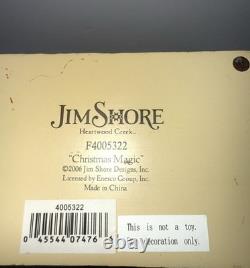 JIM SHORE
Heartwood Creek
F4005322
"Christmas Magic"
©2006 Jim Shore Designs, Inc.
Licensed by Enesco Group, Inc.
Made in China
4005322
This is not a toy.
Decoration only.
0 45544 07476